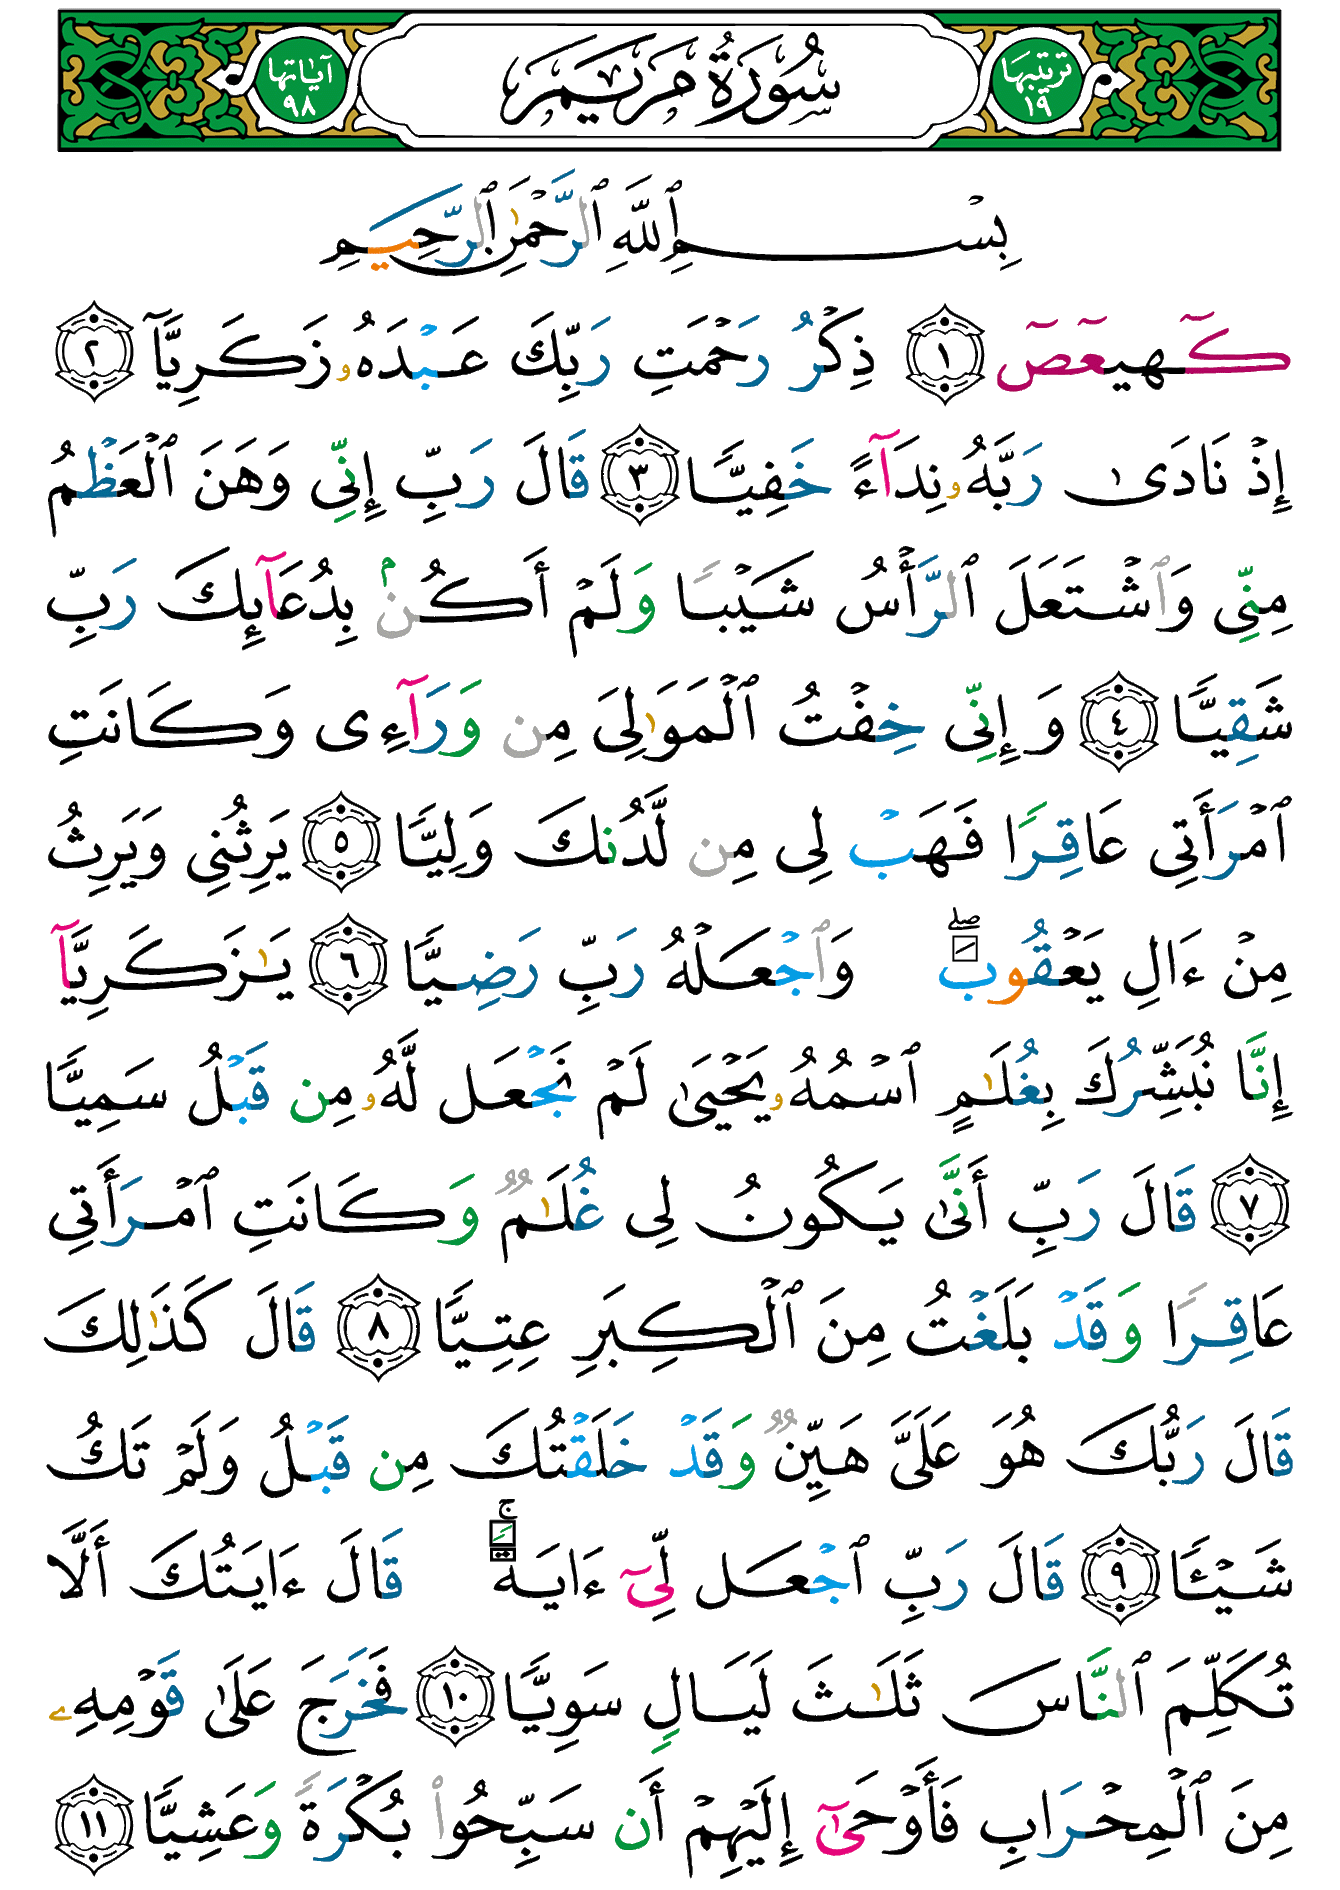 ترتيبها ١٩ سُورَةُ مَرۡيَمَ آياتها ٩٨
بِسۡمِ ٱللَّهِ ٱلرَّحۡمَٰنِ ٱلرَّحِيمِ
كٓهيعٓصٓ ١ ذِكۡرُ رَحۡمَتِ رَبِّكَ عَبۡدَهُۥ زَكَرِيَّآ ٢
إِذۡ نَادَىٰ رَبَّهُۥ نِدَآءً خَفِيّٗا ٣ قَالَ رَبِّ إِنِّي وَهَنَ ٱلۡعَظۡمُ
مِنِّي وَٱشۡتَعَلَ ٱلرَّأۡسُ شَيۡبٗا وَلَمۡ أَكُنۢ بِدُعَآئِكَ رَبِّ
شَقِيّٗا ٤ وَإِنِّي خِفۡتُ ٱلۡمَوَٰلِيَ مِن وَرَآءِي وَكَانَتِ
ٱمۡرَأَتِي عَاقِرٗا فَهَبۡ لِي مِن لَّدُنكَ وَلِيّٗا ٥ يَرِثُنِي وَيَرِثُ
مِنۡ ءَالِ يَعۡقُوبَۖ وَٱجۡعَلۡهُ رَبِّ رَضِيّٗا ٦ يَٰزَكَرِيَّآ
إِنَّا نُبَشِّرُكَ بِغُلَٰمٍ ٱسۡمُهُۥ يَحۡيَىٰ لَمۡ نَجۡعَل لَّهُۥ مِن قَبۡلُ سَمِيّٗا
٧ قَالَ رَبِّ أَنَّىٰ يَكُونُ لِي غُلَٰمٞ وَكَانَتِ ٱمۡرَأَتِي
عَاقِرٗا وَقَدۡ بَلَغۡتُ مِنَ ٱلۡكِبَرِ عِتِيّٗا ٨ قَالَ كَذَٰلِكَ
قَالَ رَبُّكَ هُوَ عَلَيَّ هَيِّنٞ وَقَدۡ خَلَقۡتُكَ مِن قَبۡلُ وَلَمۡ تَكُ
شَيۡـٔٗا ٩ قَالَ رَبِّ ٱجۡعَل لِّيٓ ءَايَةٗۚ قَالَ ءَايَتُكَ أَلَّا
تُكَلِّمَ ٱلنَّاسَ ثَلَٰثَ لَيَالٖ سَوِيّٗا ١٠ فَخَرَجَ عَلَىٰ قَوۡمِهِۦ
مِنَ ٱلۡمِحۡرَابِ فَأَوۡحَىٰٓ إِلَيۡهِمۡ أَن سَبِّحُواْ بُكۡرَةٗ وَعَشِيّٗا ١١